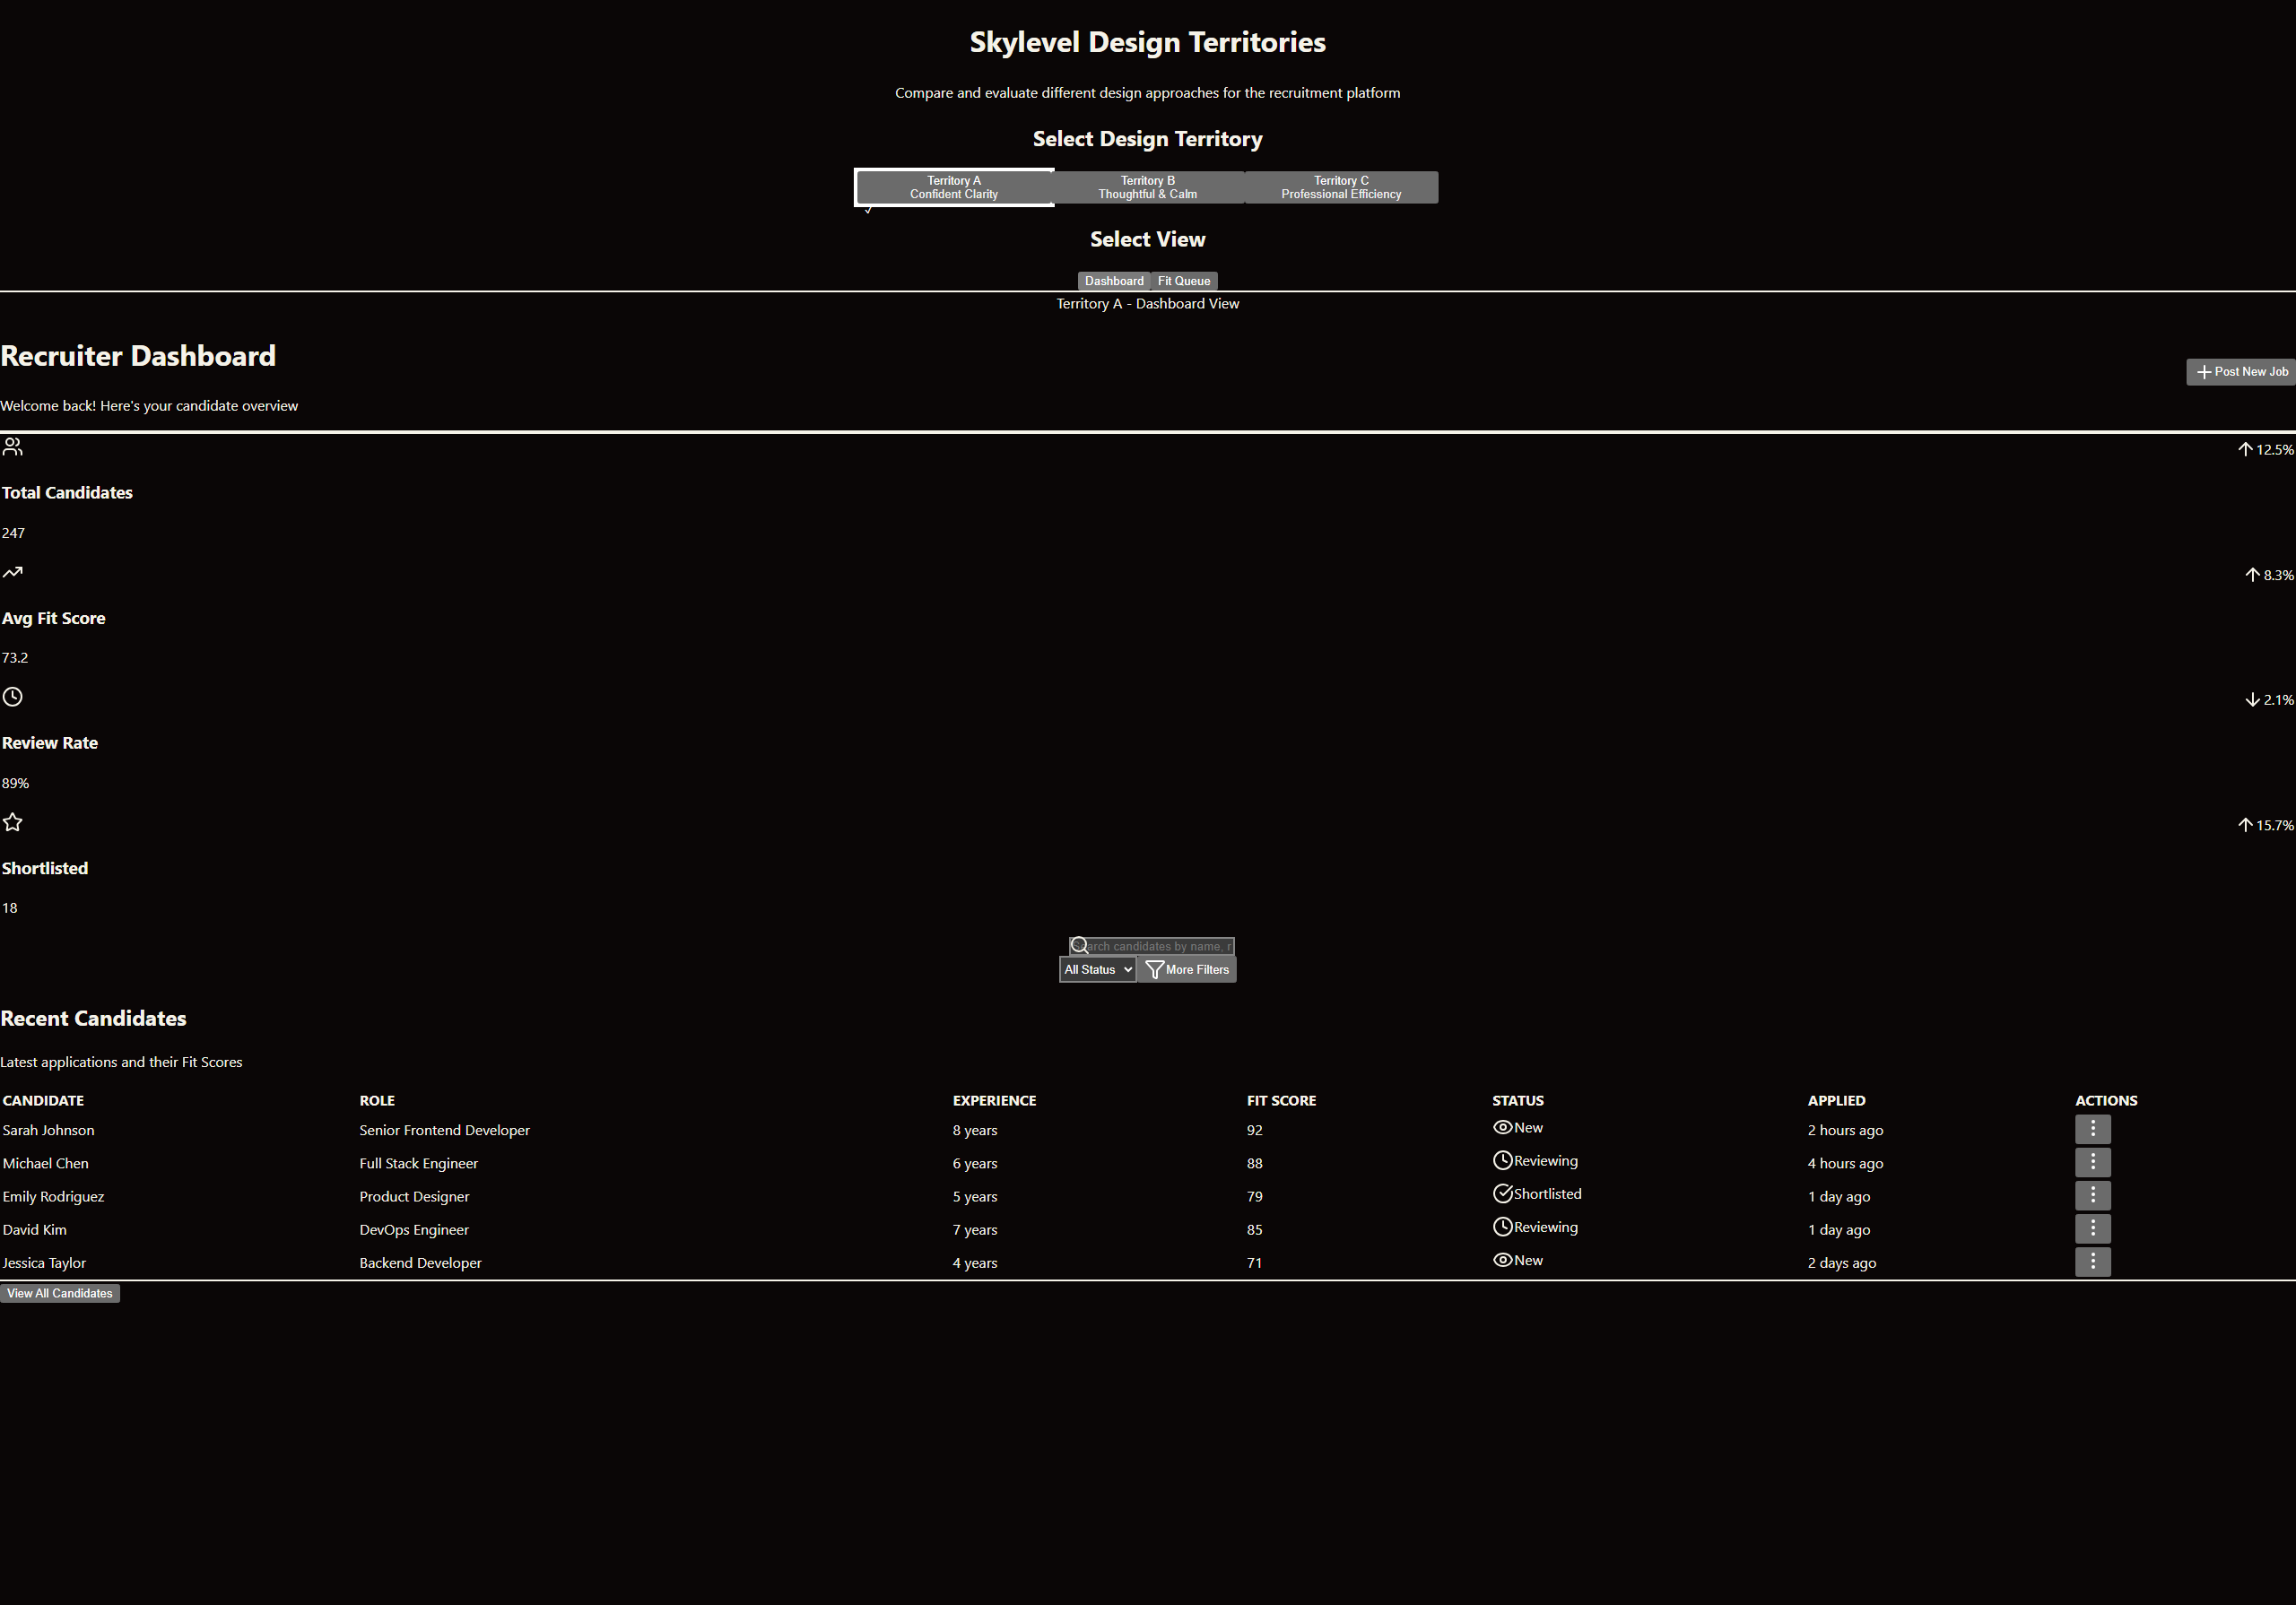 Skylevel Design Territories
Compare and evaluate different design approaches for the recruitment platform
Select Design Territory
Territory A Territory B Territory C
Confident Clarity Thoughtful & Calm Professional Efficiency
✓
Select View
Dashboard Fit Queue
Territory A - Dashboard View
Recruiter Dashboard
Post New Job
Welcome back! Here's your candidate overview
12.5%
Total Candidates
247
8.3%
Avg Fit Score
73.2
2.1%
Review Rate
89%
15.7%
Shortlisted
18
candidates by name, r
All Status More Filters
Recent Candidates
Latest applications and their Fit Scores
CANDIDATE ROLE EXPERIENCE FIT SCORE STATUS APPLIED ACTIONS
Sarah Johnson Senior Frontend Developer 8 years 92 New 2 hours ago
Michael Chen Full Stack Engineer 6 years 88 Reviewing 4 hours ago
Emily Rodriguez Product Designer 5 years 79 Shortlisted 1 day ago
David Kim DevOps Engineer 7 years 85 Reviewing 1 day ago
Jessica Taylor Backend Developer 4 years 71 New 2 days ago
View All Candidates